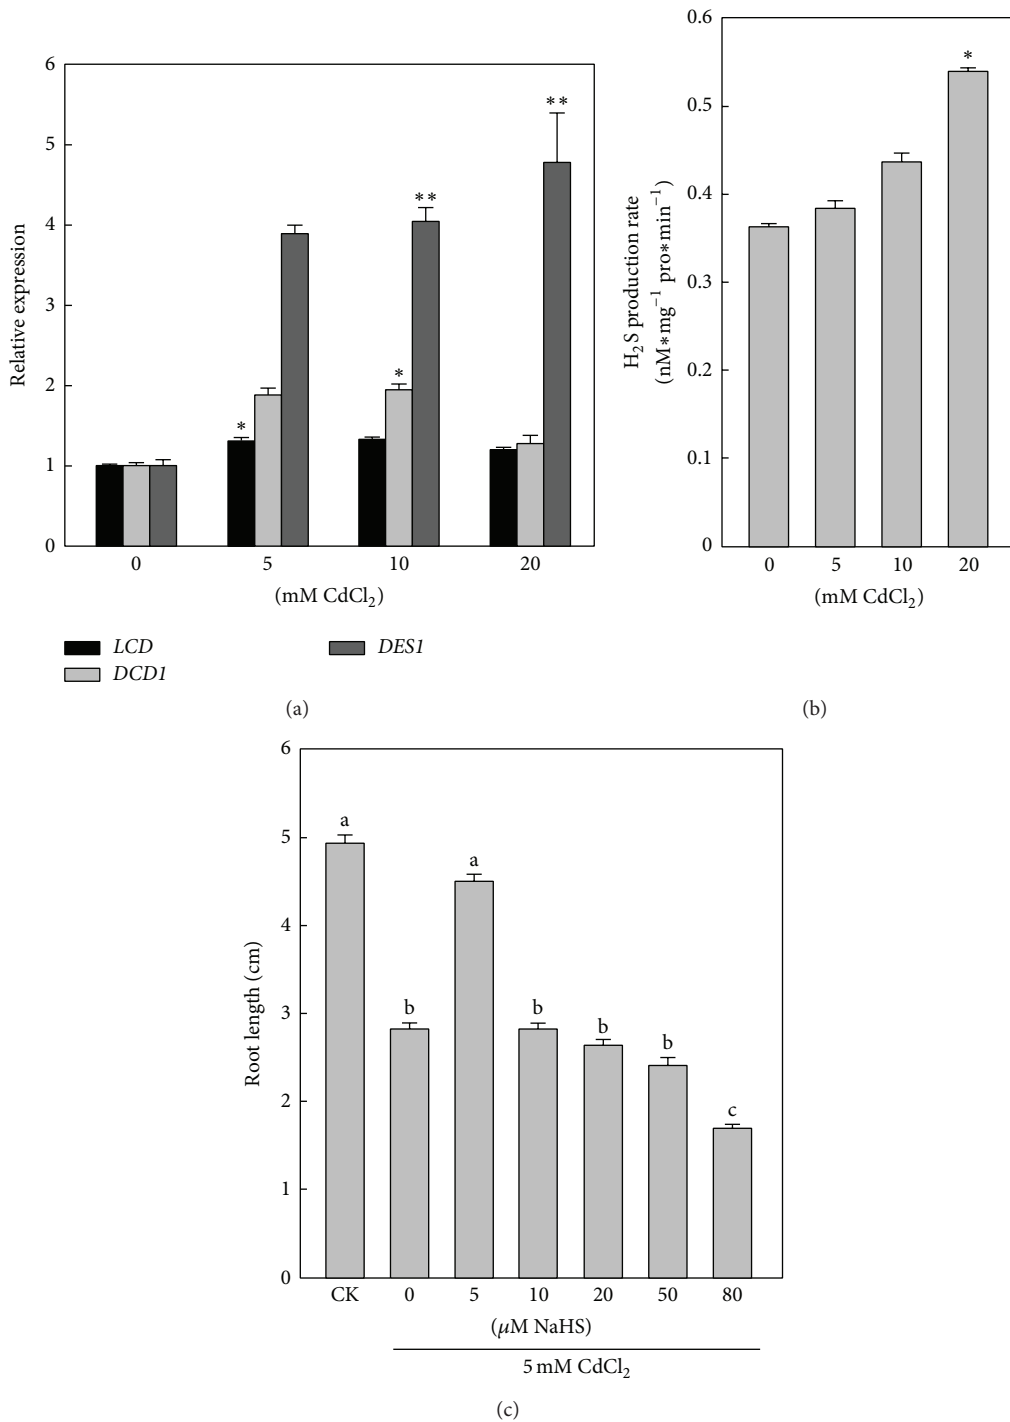 6
5
4
3
2
1
0
Relative expression
*
*
**
**
0 5 10 20
(mM CdCl₂)
LCD
DCD1
DES1
(a)
0.6
0.5
0.4
0.3
0.2
0.1
0
H₂S production rate
(nM∗mg⁻¹ pro∗min⁻¹)
*
0 5 10 20
(mM CdCl₂)
(b)
6
5
4
3
2
1
0
Root length (cm)
a
b
a
b
b
b
c
CK 0 5 10 20 50 80
(μM NaHS)
5 mM CdCl₂
(c)